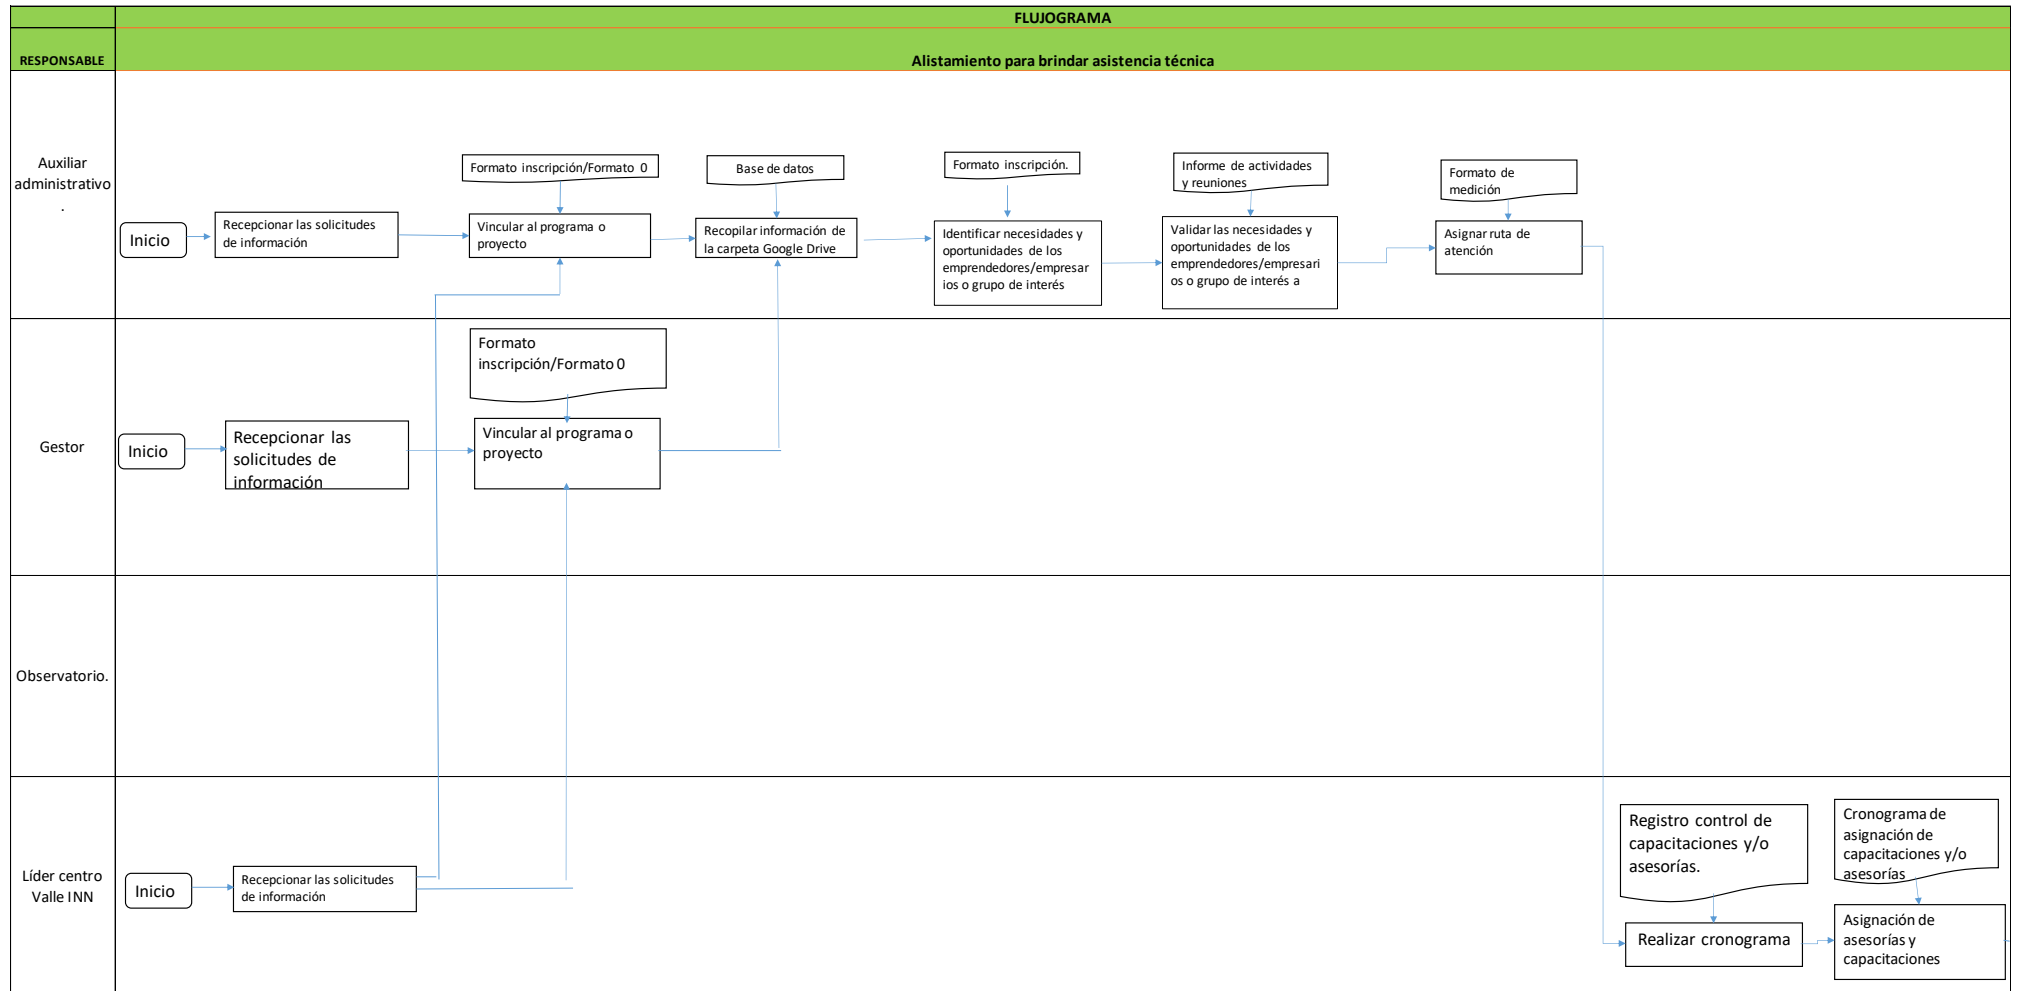 FLUJOGRAMA
RESPONSABLE
Alistamiento para brindar asistencia técnica
Auxiliar
administrativo
.
Inicio
Recepcionar las solicitudes
de información
Formato inscripción/Formato 0
Vincular al programa o
proyecto
Base de datos
Recopilar información de
la carpeta Google Drive
Formato inscripción.
Identificar necesidades y
oportunidades de los
emprendedores/empresar
ios o grupo de interés
Informe de actividades
y reuniones
Validar las necesidades y
oportunidades de los
emprendedores/empresari
os o grupo de interés a
Formato de
medición
Asignar ruta de
atención
Gestor
Inicio
Recepcionar las
solicitudes de
información
Formato
inscripción/Formato 0
Vincular al programa o
proyecto
Observatorio.
Líder centro
Valle INN
Inicio
Recepcionar las solicitudes
de información
Registro control de
capacitaciones y/o
asesorías.
Realizar cronograma
Cronograma de
asignación de
capacitaciones y/o
asesorías
Asignación de
asesorías y
capacitaciones